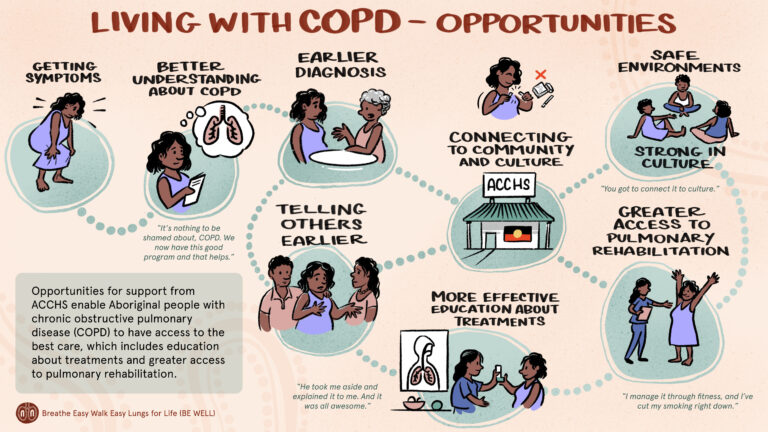 LIVING WITH COPD – OPPORTUNITIES
GETTING
SYMPTOMS
BETTER
UNDERSTANDING
ABOUT COPD
"It's nothing to be
shamed about, COPD. We
now have this good
program and that helps."
EARLIER
DIAGNOSIS
TELLING
OTHERS
EARLIER
CONNECTING
TO COMMUNITY
AND CULTURE
ACCHS
SAFE
ENVIRONMENTS
STRONG IN
CULTURE
"You got to connect it to culture."
GREATER
ACCESS TO
PULMONARY
REHABILITATION
"I manage it through fitness, and I've
cut my smoking right down."
MORE EFFECTIVE
EDUCATION ABOUT
TREATMENTS
"He took me aside and
explained it to me. And it
was all awesome."
Opportunities for support from
ACCHS enable Aboriginal people with
chronic obstructive pulmonary
disease (COPD) to have access to the
best care, which includes education
about treatments and greater access
to pulmonary rehabilitation.
Breathe Easy Walk Easy Lungs for Life (BE WELL)